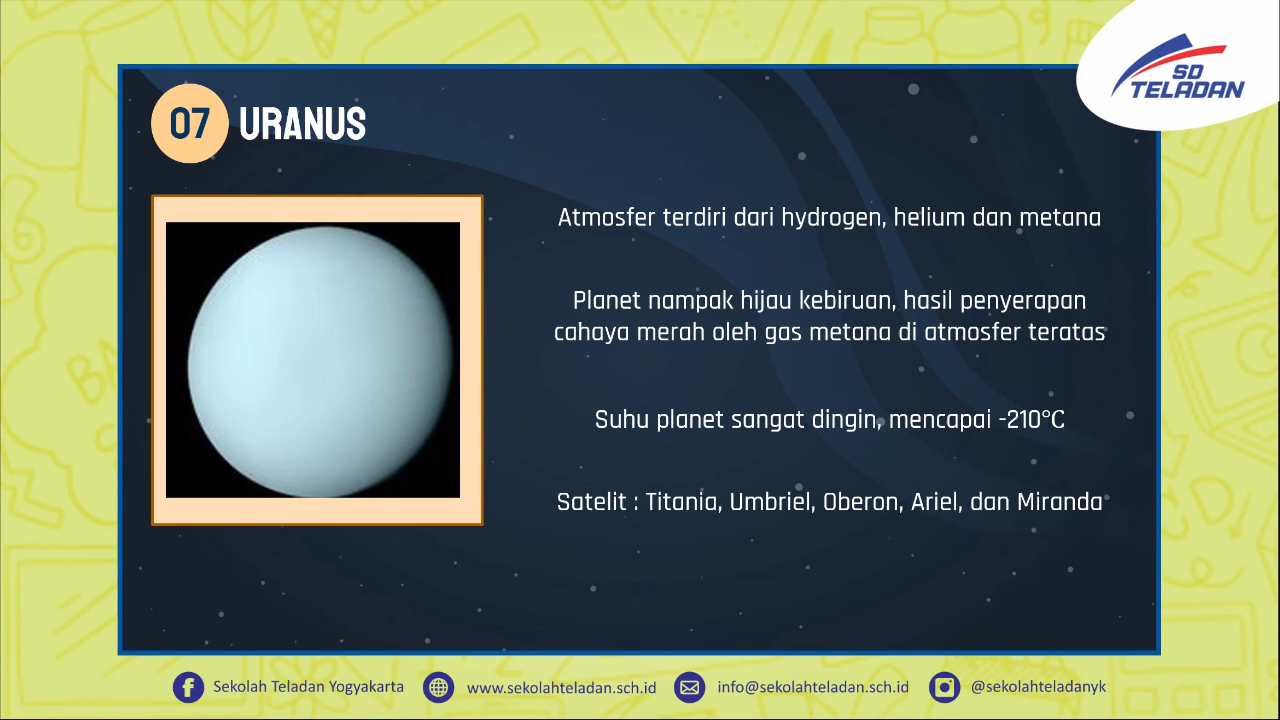 SD
TELADAN
07 URANUS
Atmosfer terdiri dari hydrogen, helium dan metana
Planet nampak hijau kebiruan, hasil penyerapan
cahaya merah oleh gas metana di atmosfer teratas
Suhu planet sangat dingin, mencapai -210°C
Satelit : Titania, Umbriel, Oberon, Ariel, dan Miranda
Sekolah Teladan Yogyakarta www.sekolahteladan.sch.id info@sekolahteladan.sch.id @sekolahteladanyk